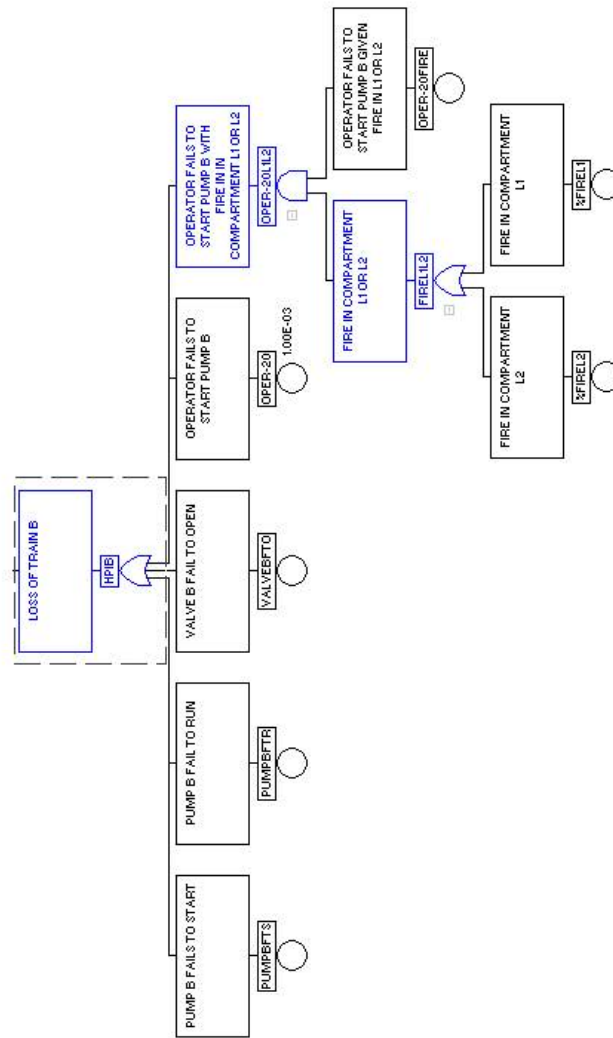 LOSS OF TRAIN B
HPIB
PUMP B FAILS TO START
PUMPBFTS
PUMP B FAIL TO RUN
PUMPBFTR
VALVE B FAIL TO OPEN
VALVEBFTO
OPERATOR FAILS TO
START PUMP B
OPER-20
1.00E-03
OPERATOR FAILS TO
START PUMP B WITH
FIRE IN IN
COMPARTMENT L1 OR L2
OPER-20L1L2
FIRE IN COMPARTMENT
L1 OR L2
FIREL1L2
OPERATOR FAILS TO
START PUMP B GIVEN
FIRE IN L1 OR L2
OPER-20FIRE
FIRE IN COMPARTMENT
L2
%FIREL2
FIRE IN COMPARTMENT
L1
%FIREL1